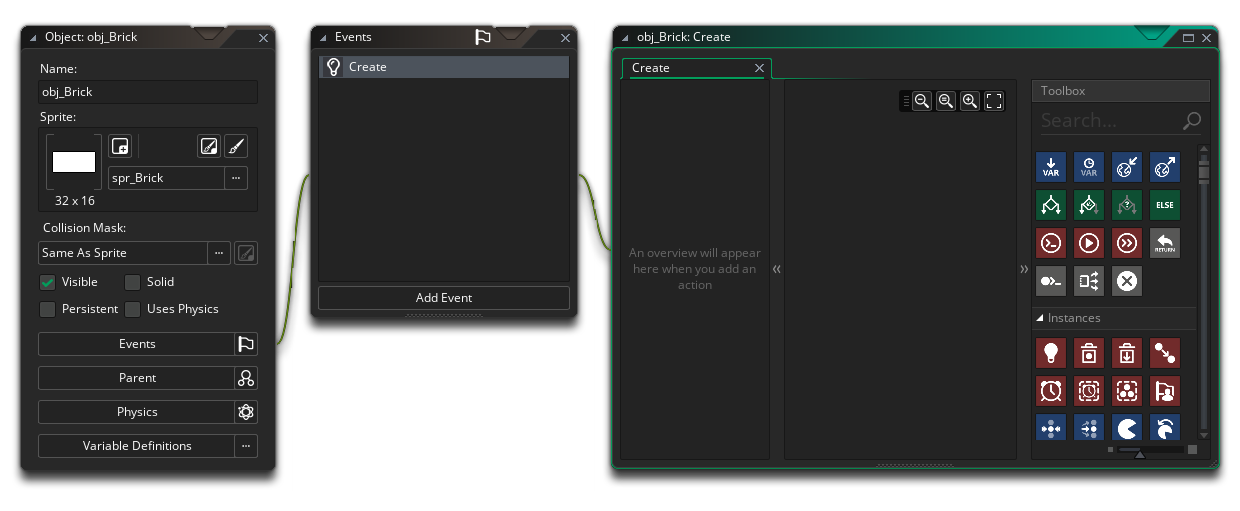 Object: obj_Brick
Name:
obj_Brick
Sprite:
spr_Brick
32 x 16
Collision Mask:
Same As Sprite
Visible
Solid
Persistent
Uses Physics
Events
Parent
Physics
Variable Definitions
Events
Create
Add Event
obj_Brick: Create
Create
An overview will appear
here when you add an
action
Toolbox
Search...
VAR
VAR
ELSE
RETURN
Instances